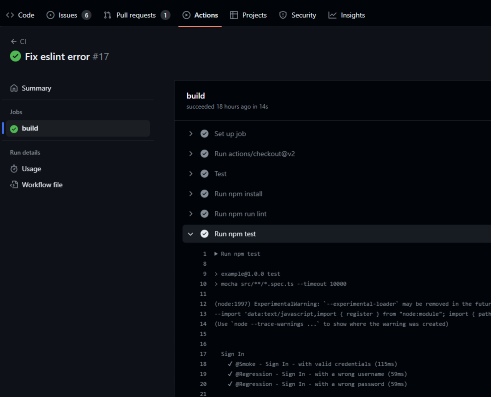 Code Issues 6 Pull requests 1 Actions Projects Security Insights
CI
Fix eslint error #17
Summary
Jobs
build
Run details
Usage
Workflow file
build
succeeded 18 hours ago in 14s
Set up job
Run actions/checkout@v2
Test
Run npm install
Run npm run lint
Run npm test
1 Run npm test
8
9 > example@1.0.0 test
10 > mocha src/**/*.spec.ts --timeout 10000
11
12 (node:1997) ExperimentalWarning: `--experimental-loader` may be removed in the futur
13 --import 'data:text/javascript,import { register } from "node:module"; import { path
14 (Use `node --trace-warnings ...` to show where the warning was created)
15
16
17 Sign In
18 ✓ @Smoke - Sign In - with valid credentials (115ms)
19 ✓ @Regression - Sign In - with a wrong username (59ms)
20 ✓ @Regression - Sign In - with a wrong password (59ms)
21